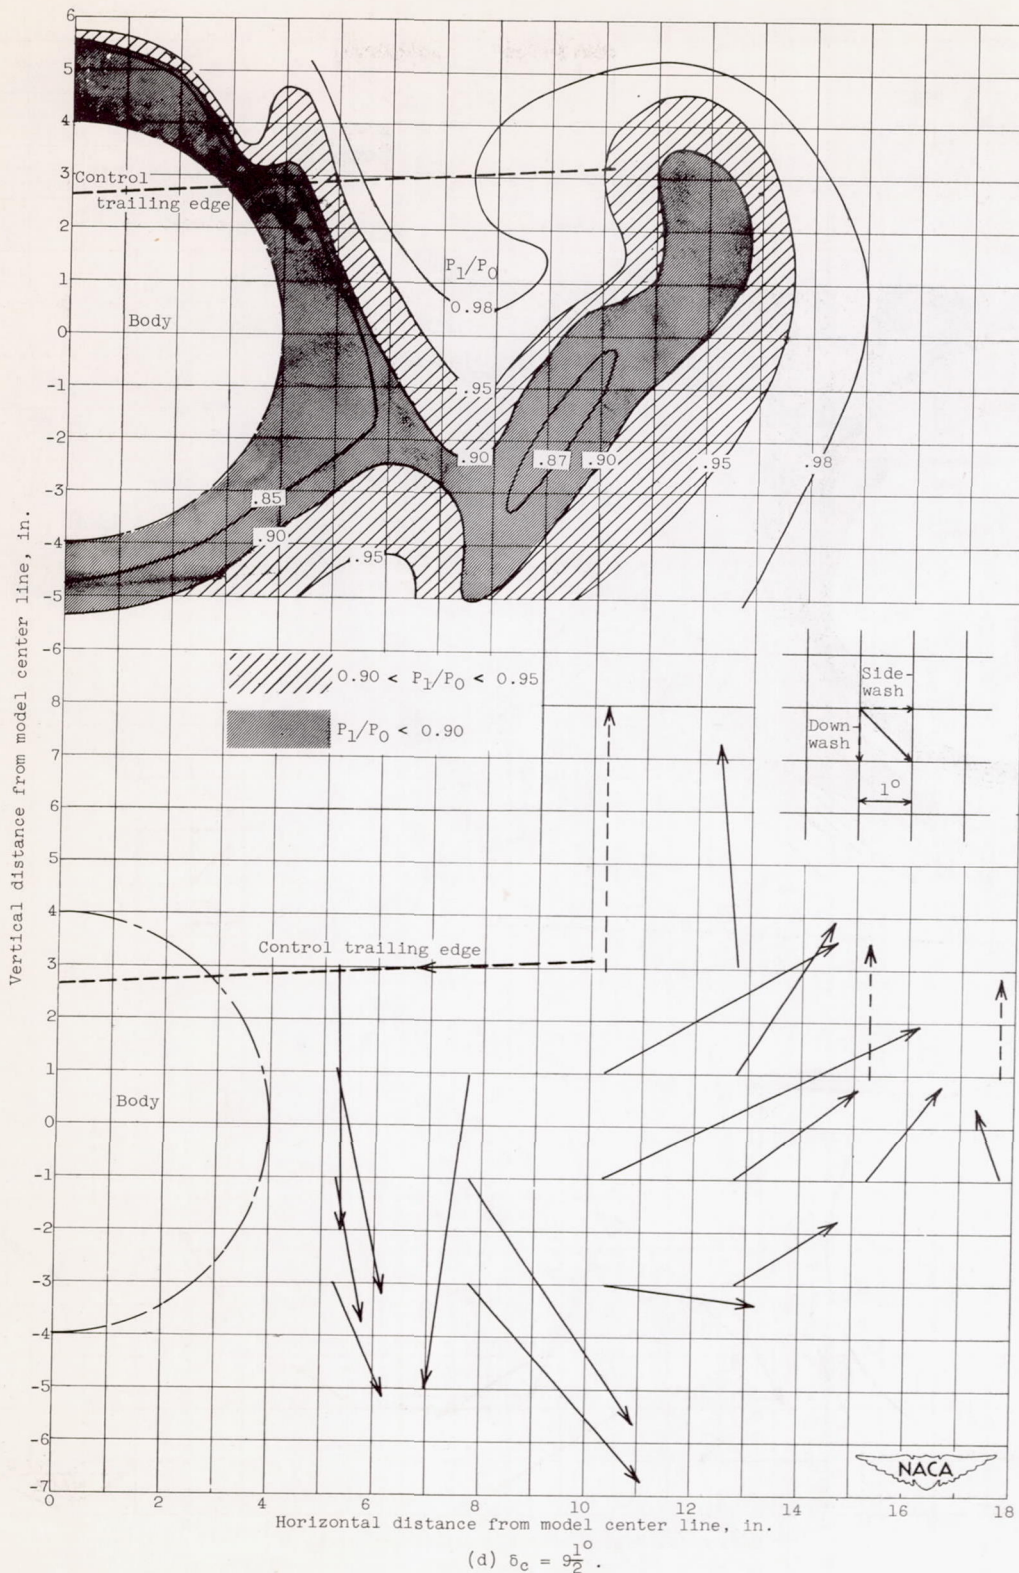 6
5
4
3
2
1
0
-1
-2
-3
-4
-5
-6
Control
trailing edge
Body
P₁/P₀
0.98
.95
.90
.87
.90
.95
.98
.85
.90
.95
0.90 < P₁/P₀ < 0.95
P₁/P₀ < 0.90
Side-
wash
Down-
wash
1°
8
7
6
5
4
3
2
1
0
-1
-2
-3
-4
-5
-6
-7
Control trailing edge
Body
NACA
0 2 4 6 8 10 12 14 16 18
Vertical distance from model center line, in.
Horizontal distance from model center line, in.
(d) δc = 9½°.